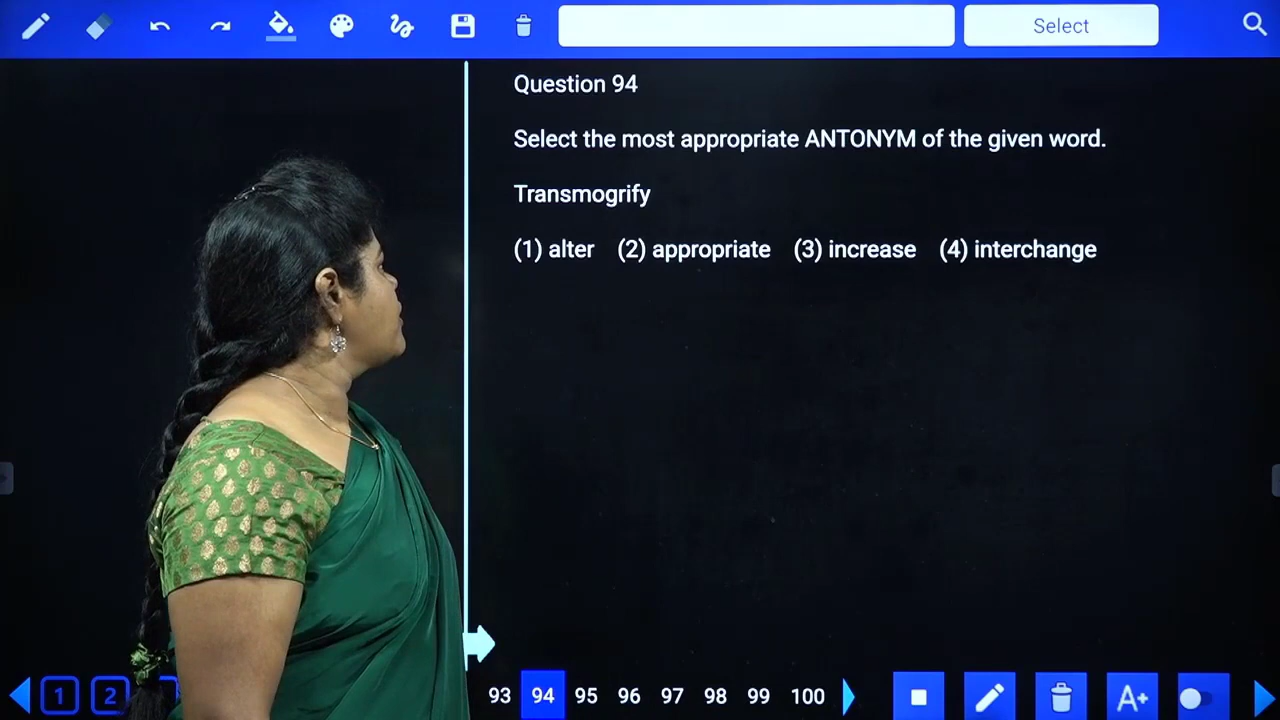 Select
Question 94
Select the most appropriate ANTONYM of the given word.
Transmogrify
(1) alter (2) appropriate (3) increase (4) interchange
1 2 93 94 95 96 97 98 99 100 A+